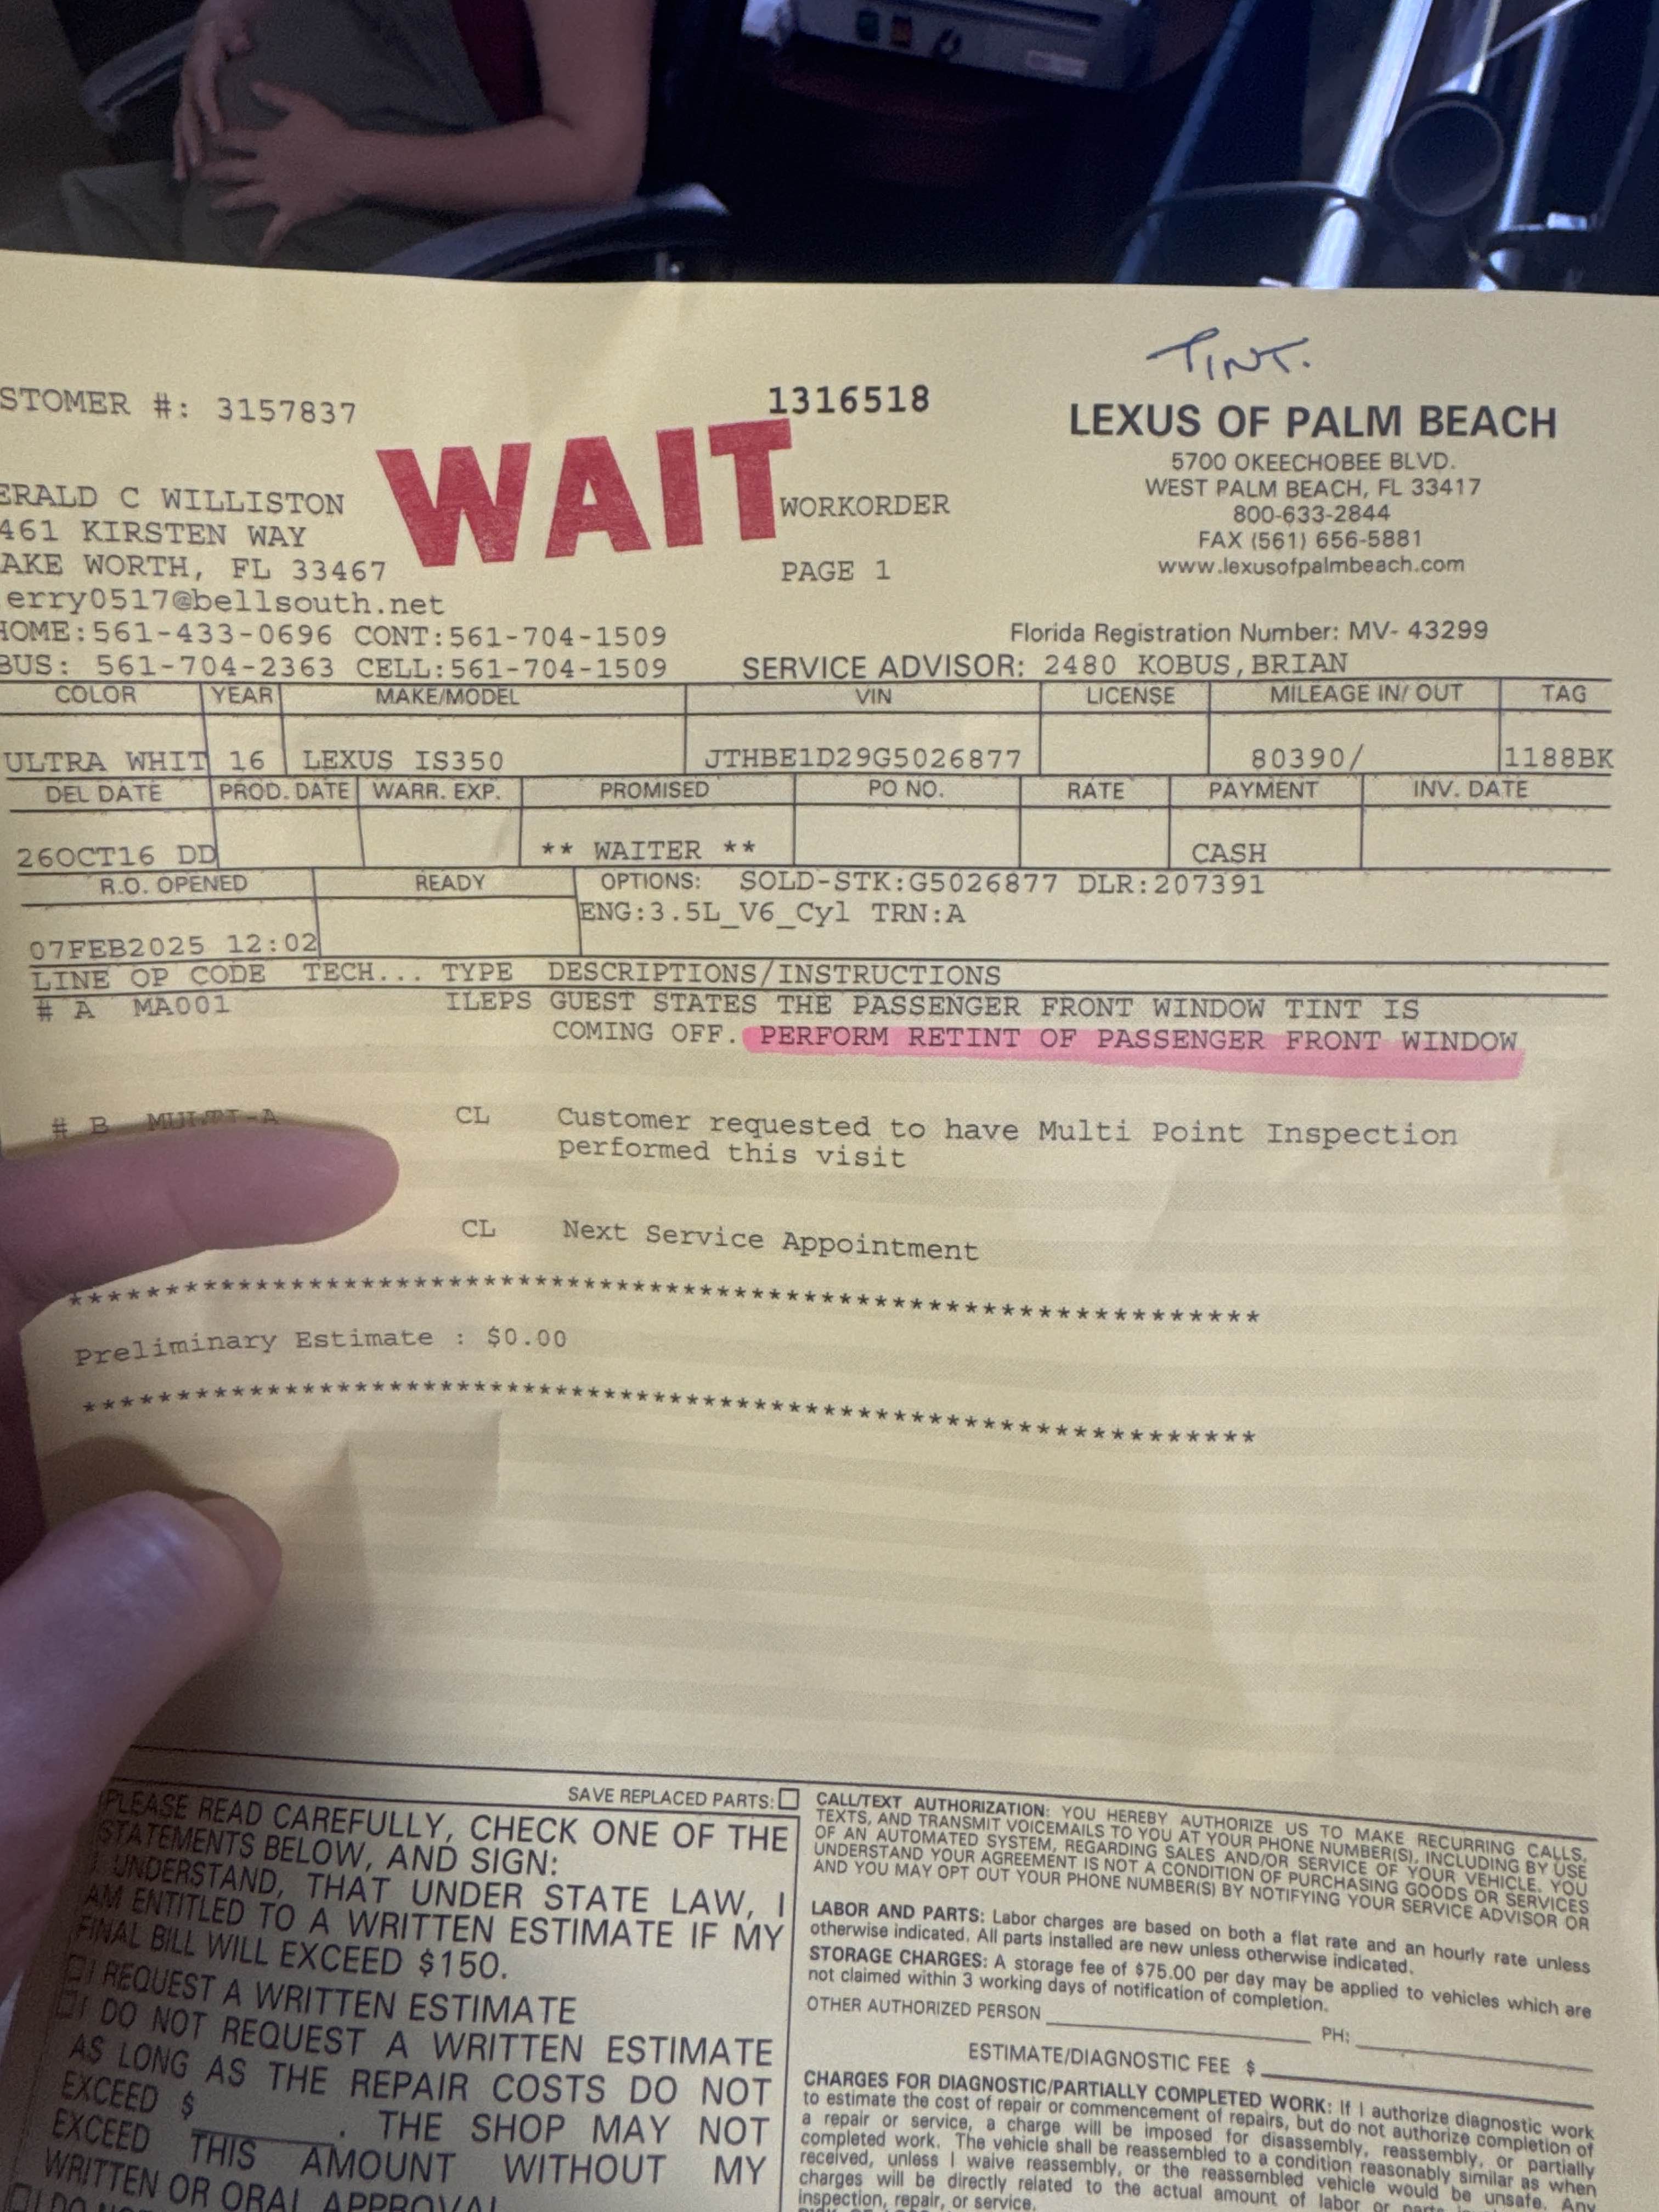 TINT.
STOMER #: 3157837
1316518
LEXUS OF PALM BEACH
5700 OKEECHOBEE BLVD.
WEST PALM BEACH, FL 33417
800-633-2844
FAX (561) 656-5881
www.lexusofpalmbeach.com
WAIT
WORKORDER
PAGE 1
ERALD C WILLISTON
461 KIRSTEN WAY
AKE WORTH, FL 33467
erry0517@bellsouth.net
HOME:561-433-0696 CONT:561-704-1509
BUS: 561-704-2363 CELL:561-704-1509
Florida Registration Number: MV- 43299
SERVICE ADVISOR: 2480 KOBUS,BRIAN
COLOR YEAR MAKE/MODEL VIN LICENSE MILEAGE IN/ OUT TAG
ULTRA WHIT 16 LEXUS IS350 JTHBE1D29G5026877 80390/ 1188BK
DEL DATE PROD. DATE WARR. EXP. PROMISED PO NO. RATE PAYMENT INV. DATE
26OCT16 DD ** WAITER ** CASH
R.O. OPENED READY OPTIONS: SOLD-STK:G5026877 DLR:207391
ENG:3.5L_V6_Cyl TRN:A
07FEB2025 12:02
LINE OP CODE TECH... TYPE DESCRIPTIONS/INSTRUCTIONS
# A MA001 ILEPS GUEST STATES THE PASSENGER FRONT WINDOW TINT IS
COMING OFF. PERFORM RETINT OF PASSENGER FRONT WINDOW
# B MULTI-A CL Customer requested to have Multi Point Inspection
performed this visit
CL Next Service Appointment
******************************************************************
Preliminary Estimate : $0.00
******************************************************************
SAVE REPLACED PARTS:
PLEASE READ CAREFULLY, CHECK ONE OF THE
STATEMENTS BELOW, AND SIGN:
I UNDERSTAND, THAT UNDER STATE LAW, I
AM ENTITLED TO A WRITTEN ESTIMATE IF MY
FINAL BILL WILL EXCEED $150.
I REQUEST A WRITTEN ESTIMATE
I DO NOT REQUEST A WRITTEN ESTIMATE
AS LONG AS THE REPAIR COSTS DO NOT
EXCEED $ ________. THE SHOP MAY NOT
EXCEED THIS AMOUNT WITHOUT MY
WRITTEN OR ORAL APPROVAL
CALL/TEXT AUTHORIZATION: YOU HEREBY AUTHORIZE US TO MAKE RECURRING CALLS,
TEXTS, AND TRANSMIT VOICEMAILS TO YOU AT YOUR PHONE NUMBER(S), INCLUDING BY USE
OF AN AUTOMATED SYSTEM, REGARDING SALES AND/OR SERVICE OF YOUR VEHICLE. YOU
UNDERSTAND YOUR AGREEMENT IS NOT A CONDITION OF PURCHASING GOODS OR SERVICES
AND YOU MAY OPT OUT YOUR PHONE NUMBER(S) BY NOTIFYING YOUR SERVICE ADVISOR OR
LABOR AND PARTS: Labor charges are based on both a flat rate and an hourly rate unless
otherwise indicated. All parts installed are new unless otherwise indicated.
STORAGE CHARGES: A storage fee of $75.00 per day may be applied to vehicles which are
not claimed within 3 working days of notification of completion.
OTHER AUTHORIZED PERSON ________ PH: ________
ESTIMATE/DIAGNOSTIC FEE $ ________
CHARGES FOR DIAGNOSTIC/PARTIALLY COMPLETED WORK: If I authorize diagnostic work
to estimate the cost of repair or commencement of repairs, but do not authorize completion of
a repair or service, a charge will be imposed for disassembly, reassembly, or partially
completed work. The vehicle shall be reassembled to a condition reasonably similar as when
received, unless I waive reassembly, or the reassembled vehicle would be unsafe. Any
charges will be directly related to the actual amount of labor or parts
inspection, repair, or service.